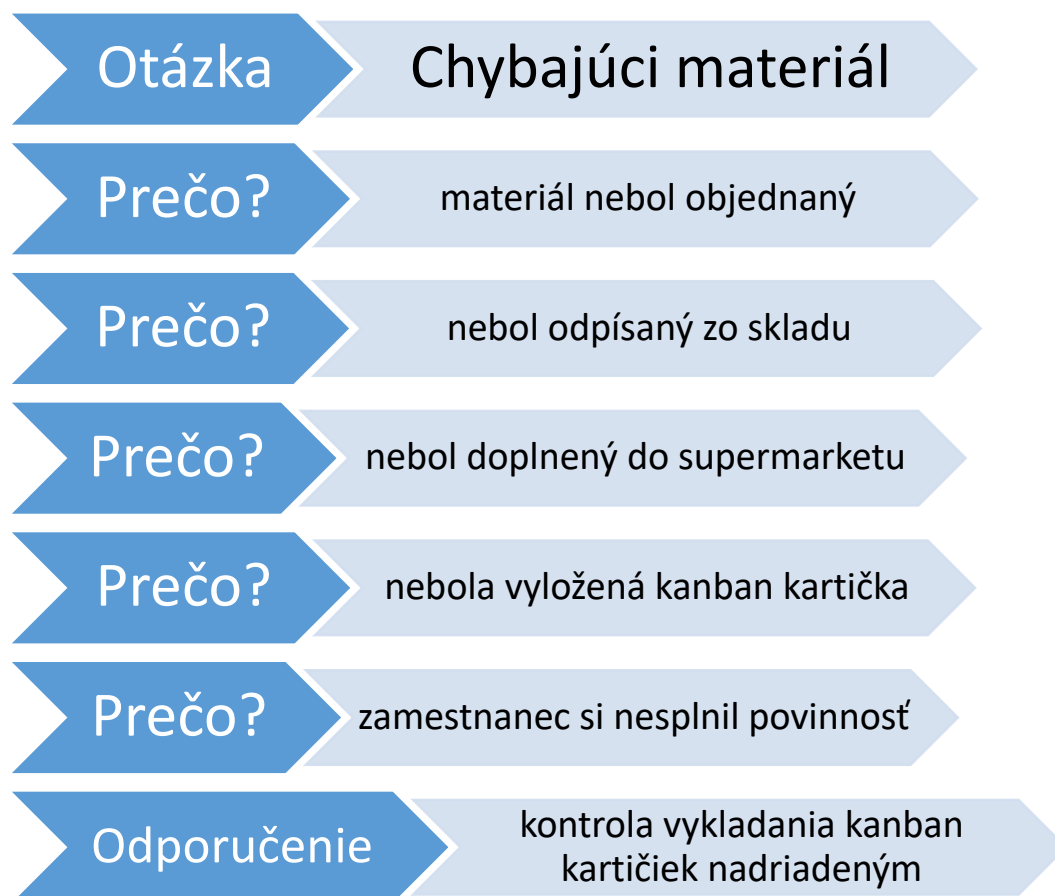 Otázka
Chybajúci materiál
Prečo?
materiál nebol objednaný
Prečo?
nebol odpísaný zo skladu
Prečo?
nebol doplnený do supermarketu
Prečo?
nebola vyložená kanban kartička
Prečo?
zamestnanec si nesplnil povinnosť
Odporučenie
kontrola vykladania kanban
kartičiek nadriadeným